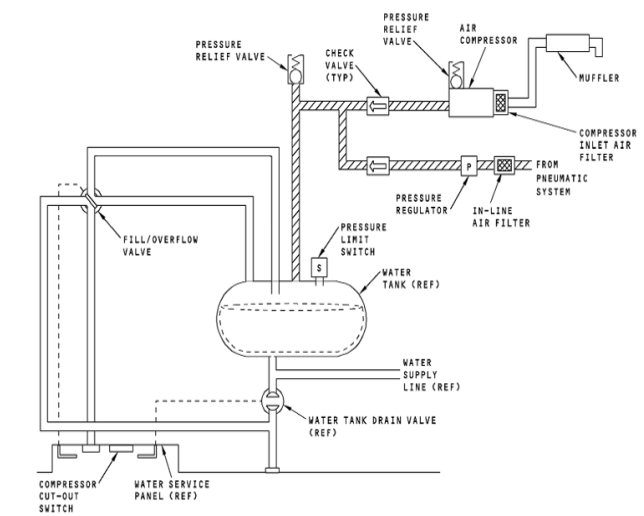 PRESSURE
RELIEF
VALVE
AIR
COMPRESSOR
PRESSURE
RELIEF VALVE
CHECK
VALVE
(TYP)
MUFFLER
COMPRESSOR
INLET AIR
FILTER
P
FROM
PNEUMATIC
SYSTEM
PRESSURE
REGULATOR
IN-LINE
AIR FILTER
FILL/OVERFLOW
VALVE
PRESSURE
LIMIT
SWITCH
S
WATER
TANK (REF)
WATER
SUPPLY
LINE (REF)
WATER TANK DRAIN VALVE
(REF)
COMPRESSOR
CUT-OUT
SWITCH
WATER SERVICE
PANEL (REF)